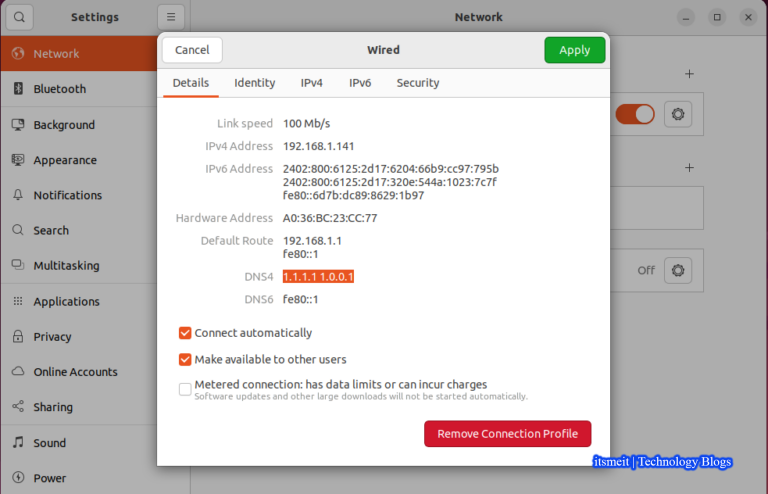 Settings
Network
Network
Bluetooth
Background
Appearance
Notifications
Search
Multitasking
Applications
Privacy
Online Accounts
Sharing
Sound
Power
Cancel
Wired
Apply
Details Identity IPv4 IPv6 Security
Link speed 100 Mb/s
IPv4 Address 192.168.1.141
IPv6 Address 2402:800:6125:2d17:6204:66b9:cc97:795b
2402:800:6125:2d17:320e:544a:1023:7c7f
fe80::6d7b:dc89:8629:1b97
Hardware Address A0:36:BC:23:CC:77
Default Route 192.168.1.1
fe80::1
DNS4 1.1.1.1 1.0.0.1
DNS6 fe80::1
Connect automatically
Make available to other users
Metered connection: has data limits or can incur charges
Software updates and other large downloads will not be started automatically.
Remove Connection Profile
Off
itsmeit | Technology Blogs